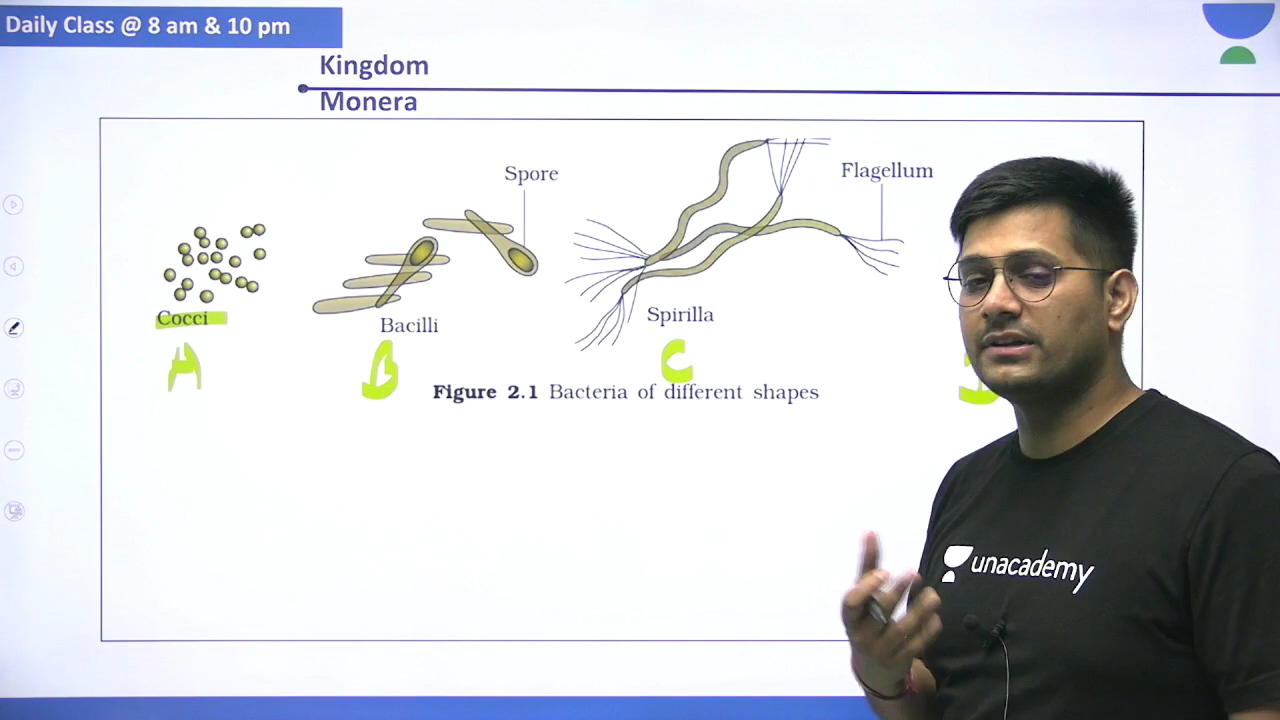 Daily Class @ 8 am & 10 pm
Kingdom
Monera
Spore
Flagellum
Cocci
Bacilli
Spirilla
A
B
C
Figure 2.1 Bacteria of different shapes
unacademy